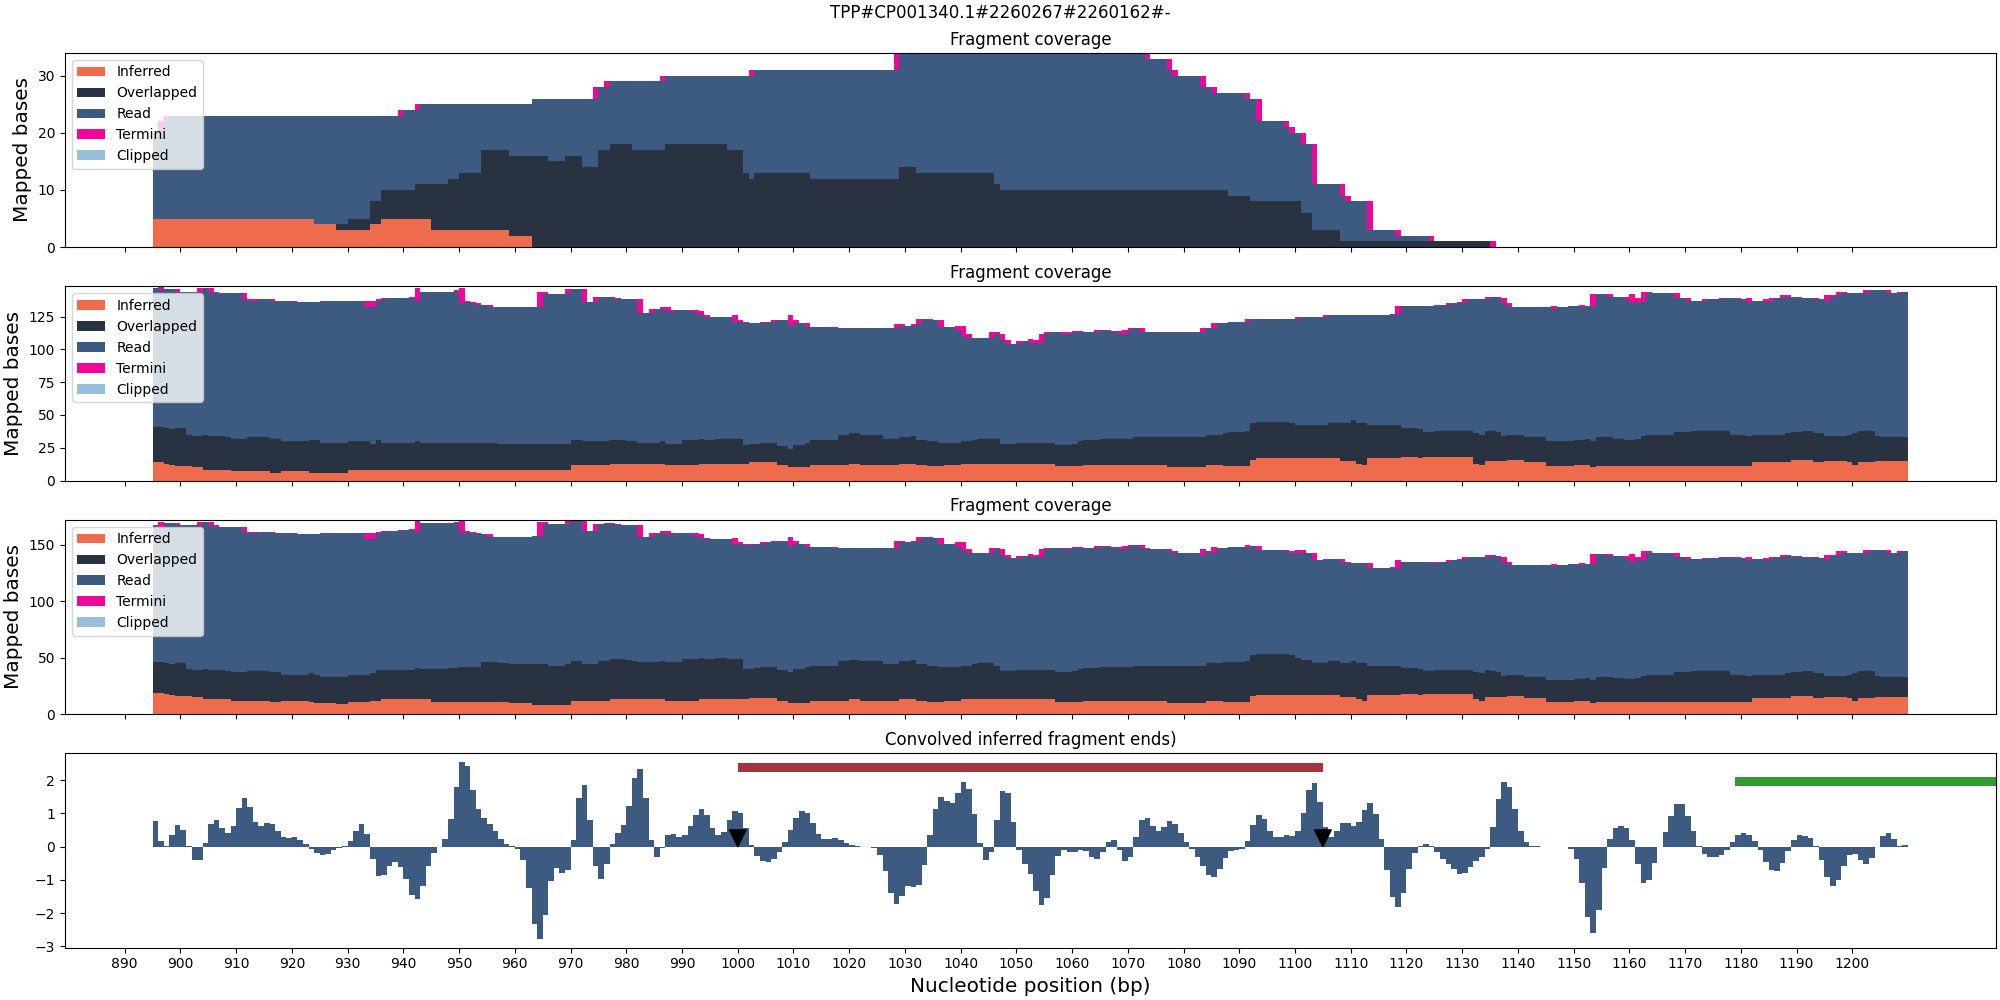 TPP#CP001340.1#2260267#2260162#-
Fragment coverage
Mapped bases
30
20
10
0
Inferred
Overlapped
Read
Termini
Clipped
Fragment coverage
Mapped bases
125
100
75
50
25
0
Inferred
Overlapped
Read
Termini
Clipped
Fragment coverage
Mapped bases
150
100
50
0
Inferred
Overlapped
Read
Termini
Clipped
Convolved inferred fragment ends)
2
1
0
−1
−2
−3
890 900 910 920 930 940 950 960 970 980 990 1000 1010 1020 1030 1040 1050 1060 1070 1080 1090 1100 1110 1120 1130 1140 1150 1160 1170 1180 1190 1200
Nucleotide position (bp)